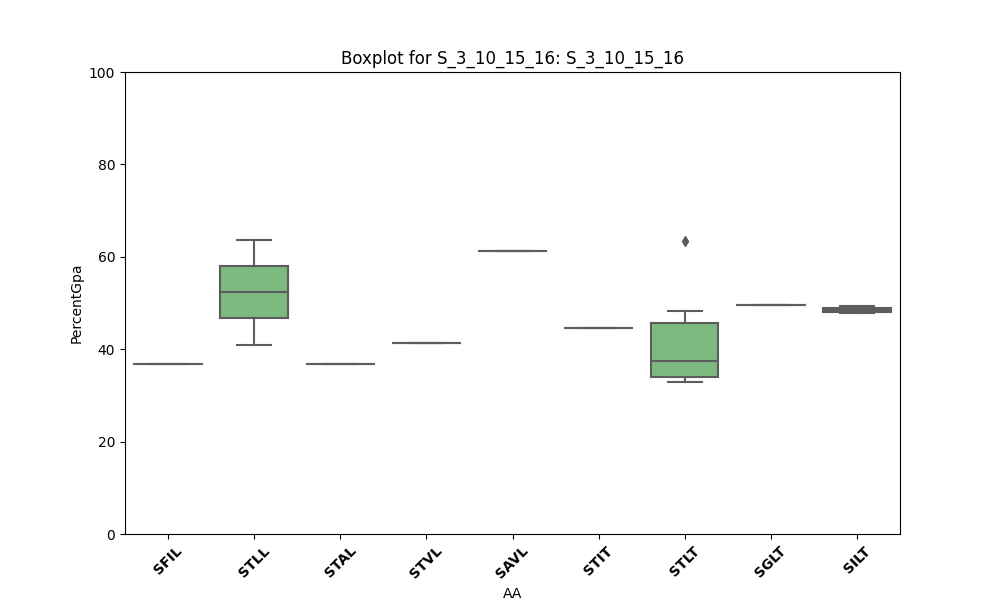 Boxplot for S_3_10_15_16: S_3_10_15_16
100
80
60
40
20
0
PercentGpa
SFIL
STLL
STAL
STVL
SAVL
STIT
STLT
SGLT
SILT
AA